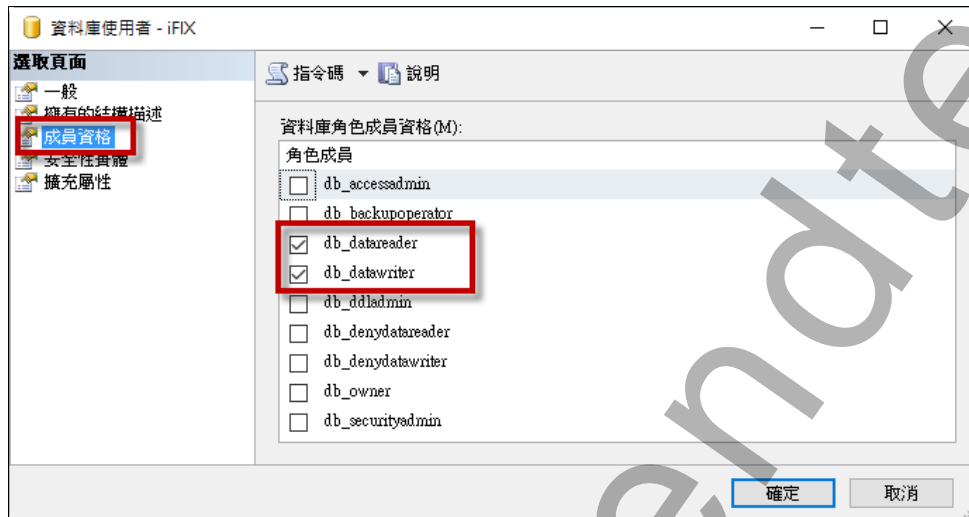 資料庫使用者 - iFIX
選取頁面
一般
擁有的結構描述
成員資格
安全性實體
擴充屬性
指令碼
說明
資料庫角色成員資格(M):
角色成員
db_accessadmin
db_backupoperator
db_datareader
db_datawriter
db_ddladmin
db_denydatareader
db_denydatawriter
db_owner
db_securityadmin
確定
取消
endte